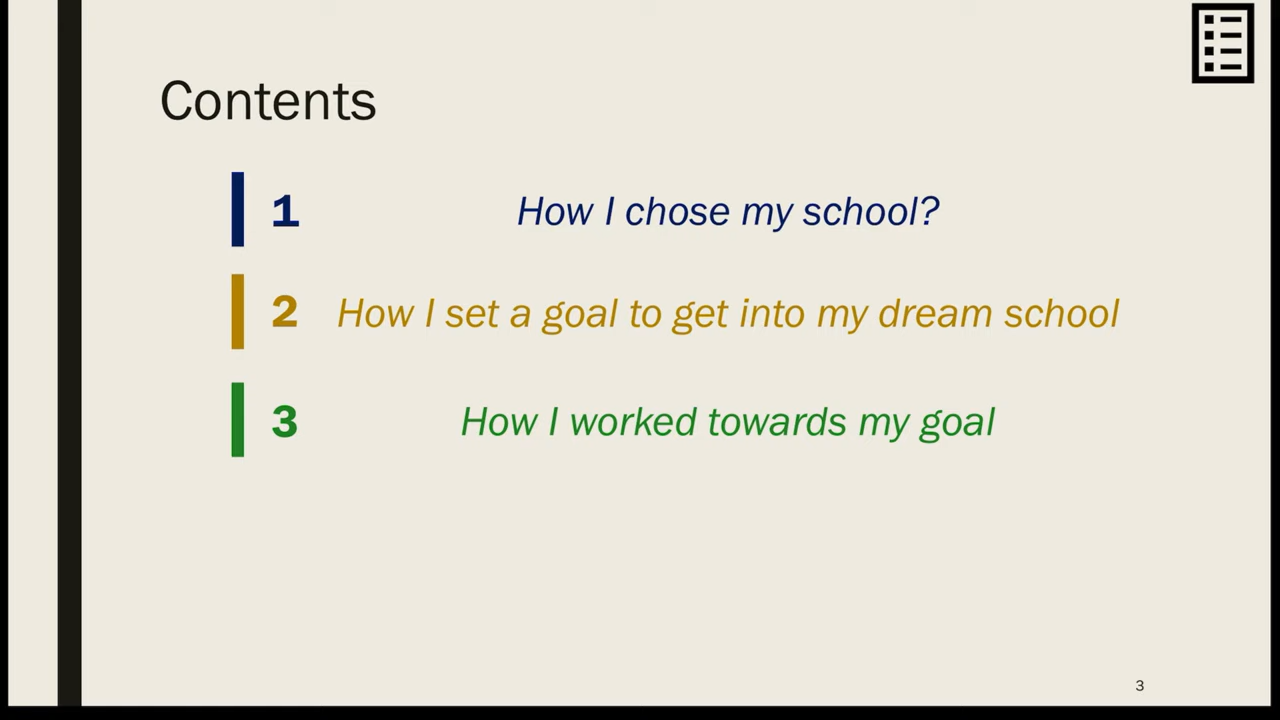 Contents
1 How I chose my school?
2 How I set a goal to get into my dream school
3 How I worked towards my goal
3